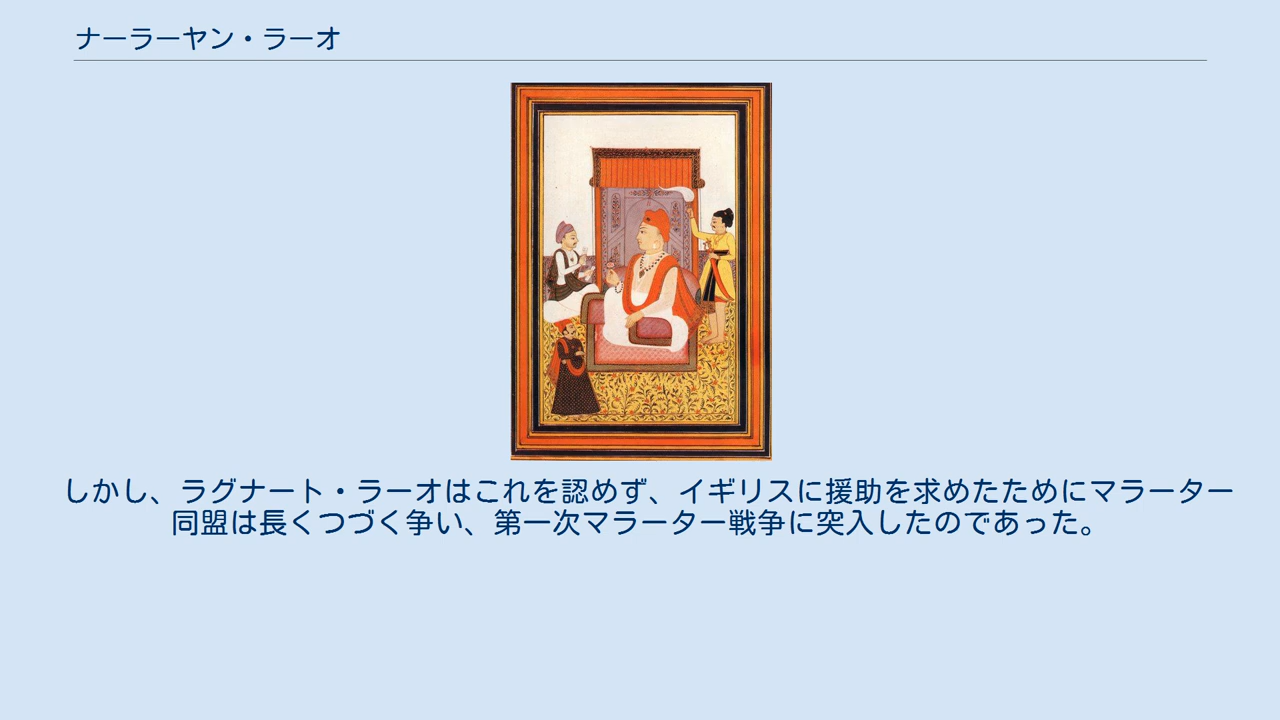 ナーラーヤン・ラーオ
しかし、ラグナート・ラーオはこれを認めず、イギリスに援助を求めたためにマラーター
同盟は長くつづく争い、第一次マラーター戦争に突入したのであった。